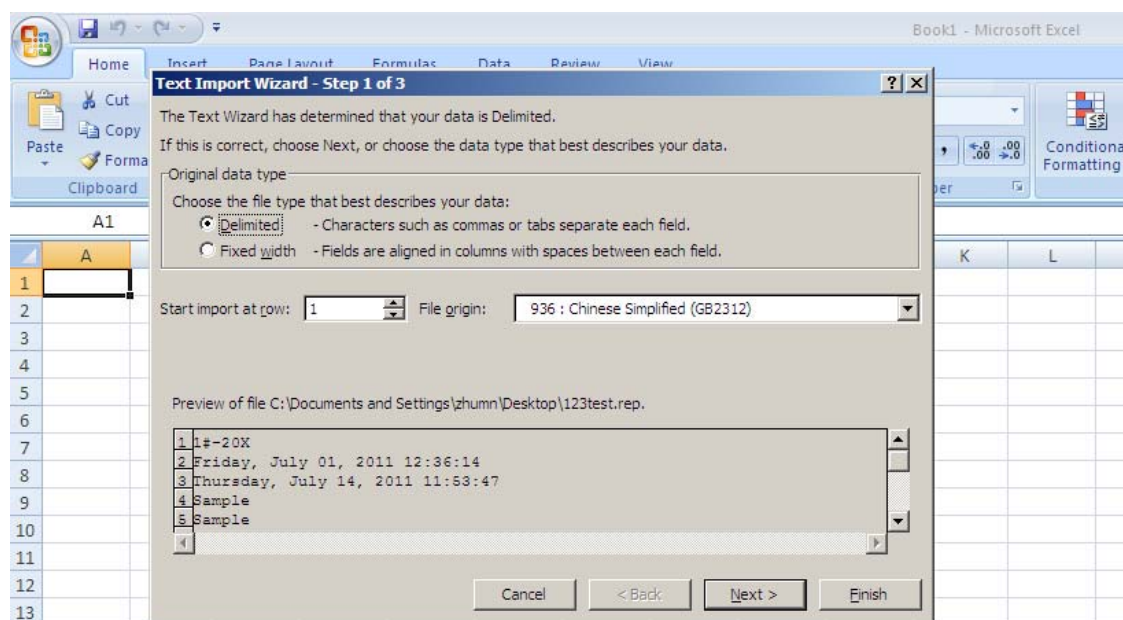 Book1 - Microsoft Excel
Home Insert Page Layout Formulas Data Review View
Text Import Wizard - Step 1 of 3
Cut
Copy
Paste
Forma
Clipboard
The Text Wizard has determined that your data is Delimited.
If this is correct, choose Next, or choose the data type that best describes your data.
Original data type
Choose the file type that best describes your data:
Delimited - Characters such as commas or tabs separate each field.
Fixed width - Fields are aligned in columns with spaces between each field.
, .0 .00 .00 .0
Conditiona
Formatting
ber
A1
A K L
1
2
3
4
5
6
7
8
9
10
11
12
13
Start import at row: 1 File origin: 936 : Chinese Simplified (GB2312)
Preview of file C:\Documents and Settings\zhumn\Desktop\123test.rep.
1 1#-20X
2 Friday, July 01, 2011 12:36:14
3 Thursday, July 14, 2011 11:53:47
4 Sample
5 Sample
Cancel < Back Next > Finish